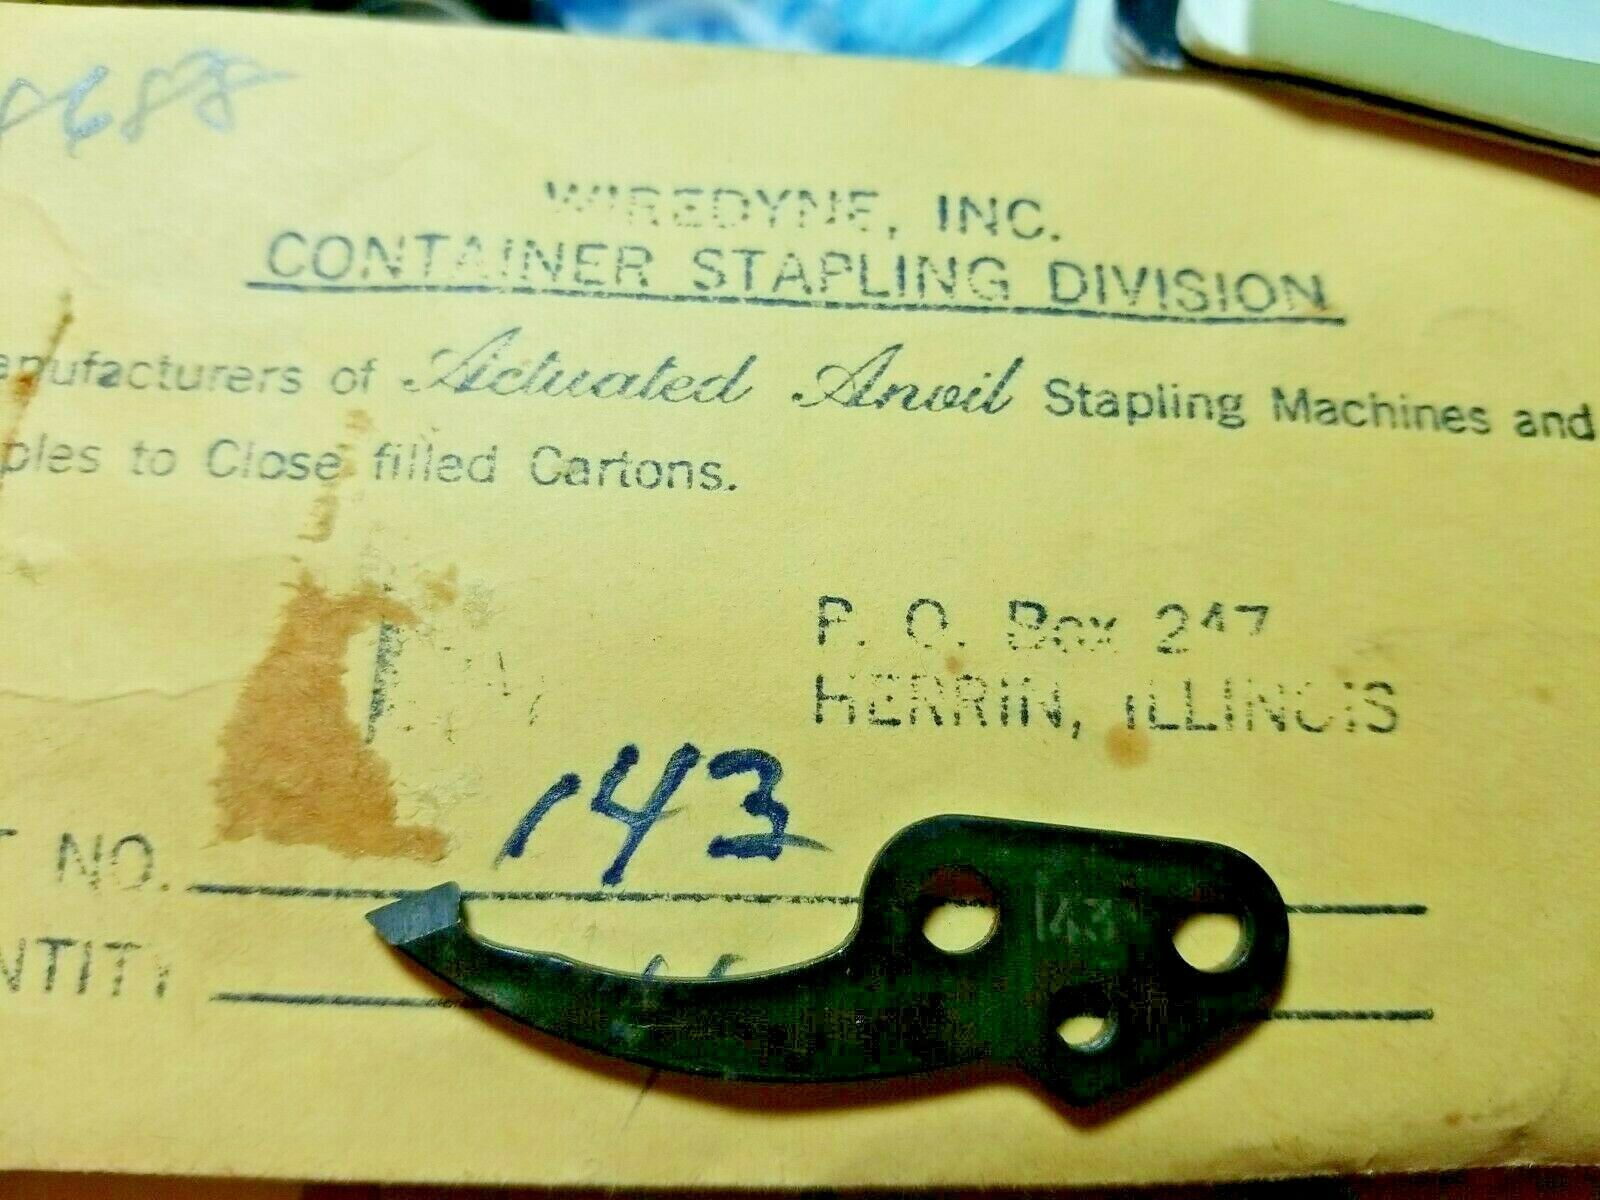 WIREDYNE, INC.
CONTAINER STAPLING DIVISION
anufacturers of Actuated Anvil Stapling Machines and
ples to Close filled Cartons.
P. O. Box 247
HERRIN, ILLINOIS
143
T NO.
143
NTITY